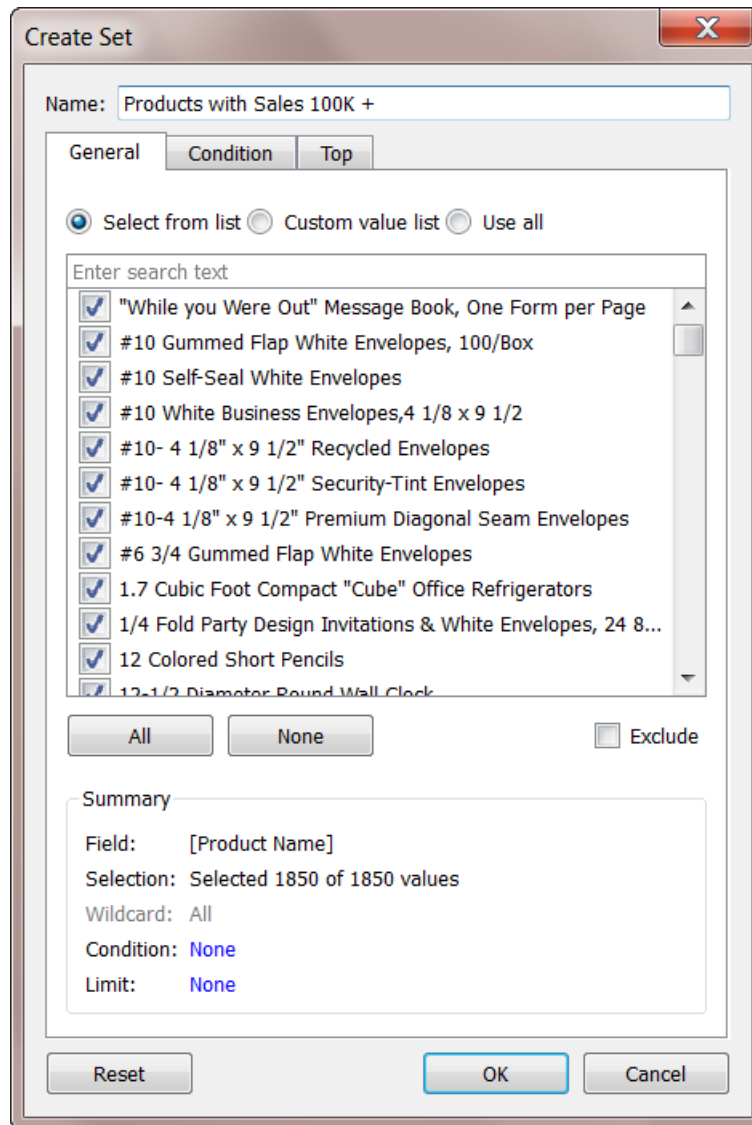 Create Set
Name: Products with Sales 100K +
General Condition Top
Select from list Custom value list Use all
Enter search text
"While you Were Out" Message Book, One Form per Page
#10 Gummed Flap White Envelopes, 100/Box
#10 Self-Seal White Envelopes
#10 White Business Envelopes,4 1/8 x 9 1/2
#10- 4 1/8" x 9 1/2" Recycled Envelopes
#10- 4 1/8" x 9 1/2" Security-Tint Envelopes
#10-4 1/8" x 9 1/2" Premium Diagonal Seam Envelopes
#6 3/4 Gummed Flap White Envelopes
1.7 Cubic Foot Compact "Cube" Office Refrigerators
1/4 Fold Party Design Invitations & White Envelopes, 24 8...
12 Colored Short Pencils
12-1/2 Diameter Round Wall Clock
All None Exclude
Summary
Field: [Product Name]
Selection: Selected 1850 of 1850 values
Wildcard: All
Condition: None
Limit: None
Reset OK Cancel